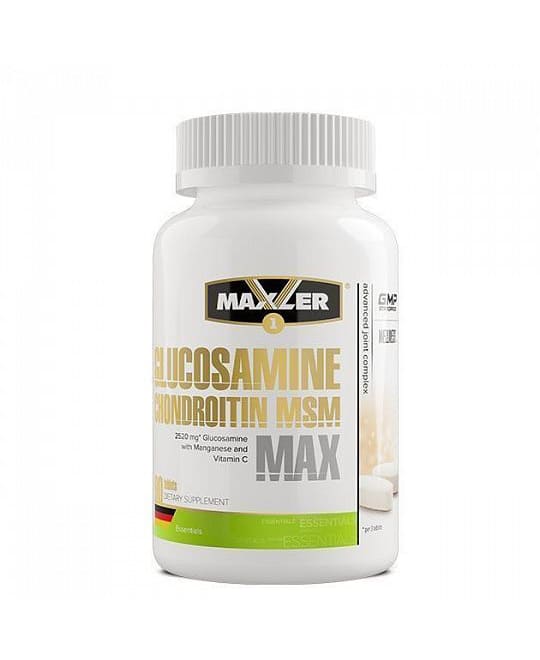 MAXLER
®
1
GLUCOSAMINE
CHONDROITIN MSM
MAX
2520 mg* Glucosamine
with Manganese and
Vitamin C
tablets
DIETARY SUPPLEMENT
Essentials
ESSENTIALS ESSENTIAL
ESSENTIAL
advanced joint complex
GMP
*per 3 tablets